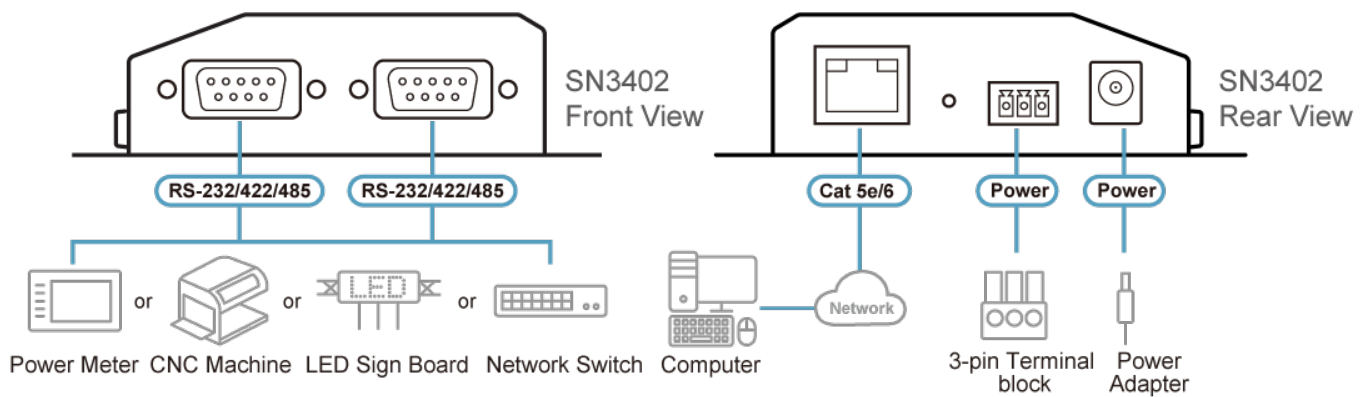 SN3402
Front View
SN3402
Rear View
RS-232/422/485
RS-232/422/485
Cat 5e/6
Power
Power
or
or
LED
or
Network
Power Meter
CNC Machine
LED Sign Board
Network Switch
Computer
3-pin Terminal
block
Power
Adapter